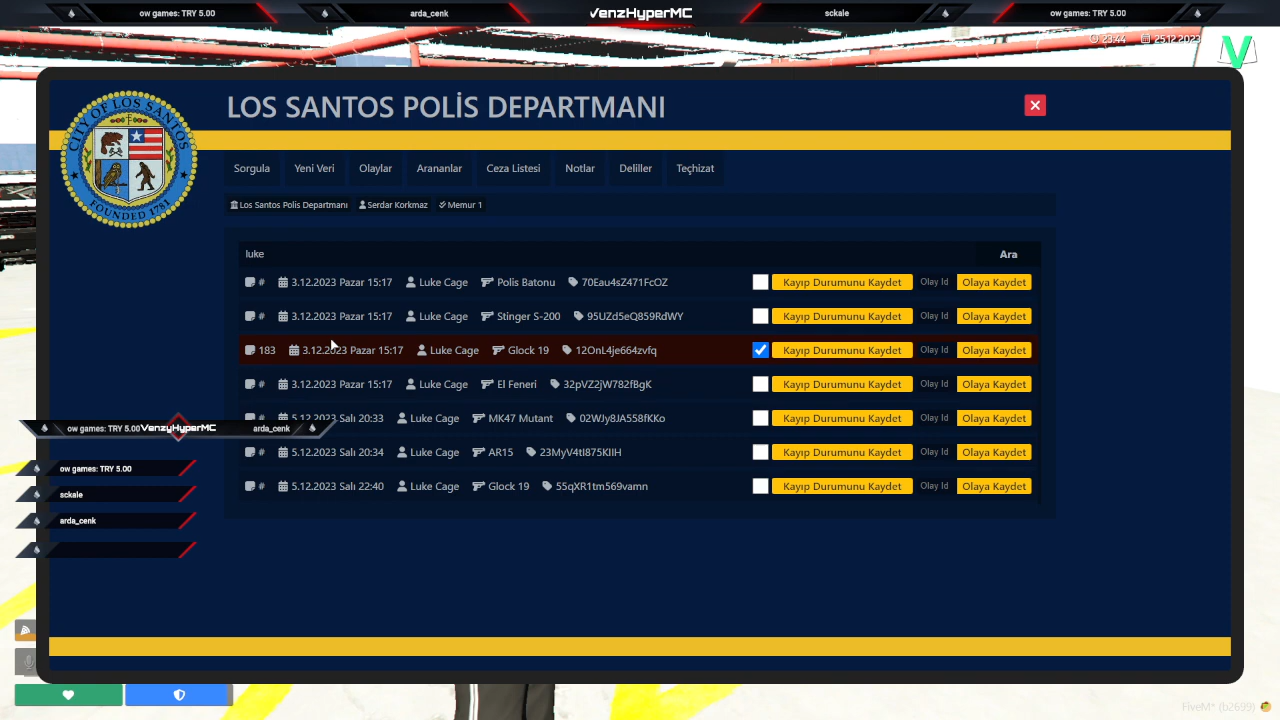 ow games: TRY 5.00 arda_cenk VenzHyperMC sckale ow games: TRY 5.00
23:44 25.12.2023
V
LOS SANTOS POLİS DEPARTMANI
CITY OF LOS SANTOS
FOUNDED 1781
Sorgula Yeni Veri Olaylar Arananlar Ceza Listesi Notlar Deliller Teçhizat
Los Santos Polis Departmanı Serdar Korkmaz Memur 1
luke Ara
# 3.12.2023 Pazar 15:17 Luke Cage Polis Batonu 70Eau4sZ471FcOZ Kayıp Durumunu Kaydet Olay Id Olaya Kaydet
# 3.12.2023 Pazar 15:17 Luke Cage Stinger S-200 95UZd5eQ859RdWY Kayıp Durumunu Kaydet Olay Id Olaya Kaydet
183 3.12.2023 Pazar 15:17 Luke Cage Glock 19 12OnL4je664zvfq Kayıp Durumunu Kaydet Olay Id Olaya Kaydet
# 3.12.2023 Pazar 15:17 Luke Cage El Feneri 32pVZ2jW782fBgK Kayıp Durumunu Kaydet Olay Id Olaya Kaydet
# 5.12.2023 Salı 20:33 Luke Cage MK47 Mutant 02WJy8JA558fKKo Kayıp Durumunu Kaydet Olay Id Olaya Kaydet
ow games: TRY 5.00 VenzyHyperMC arda_cenk
# 5.12.2023 Salı 20:34 Luke Cage AR15 23MyV4tI875KIIH Kayıp Durumunu Kaydet Olay Id Olaya Kaydet
ow games: TRY 5.00
# 5.12.2023 Salı 22:40 Luke Cage Glock 19 55qXR1tm569vamn Kayıp Durumunu Kaydet Olay Id Olaya Kaydet
sckale
arda_cenk
FiveM* (b2699)